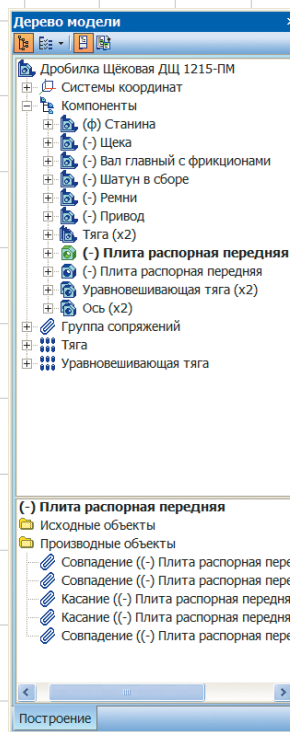 Дерево модели
Дробилка Щёковая ДЩ 1215-ПМ
Системы координат
Компоненты
(ф) Станина
(-) Щека
(-) Вал главный с фрикционами
(-) Шатун в сборе
(-) Ремни
(-) Привод
Тяга (x2)
(-) Плита распорная передняя
(-) Плита распорная передняя
Уравновешивающая тяга (x2)
Ось (x2)
Группа сопряжений
Тяга
Уравновешивающая тяга
(-) Плита распорная передняя
Исходные объекты
Производные объекты
Совпадение ((-) Плита распорная пере
Совпадение ((-) Плита распорная пере
Касание ((-) Плита распорная передня
Касание ((-) Плита распорная передня
Совпадение ((-) Плита распорная пере
Построение